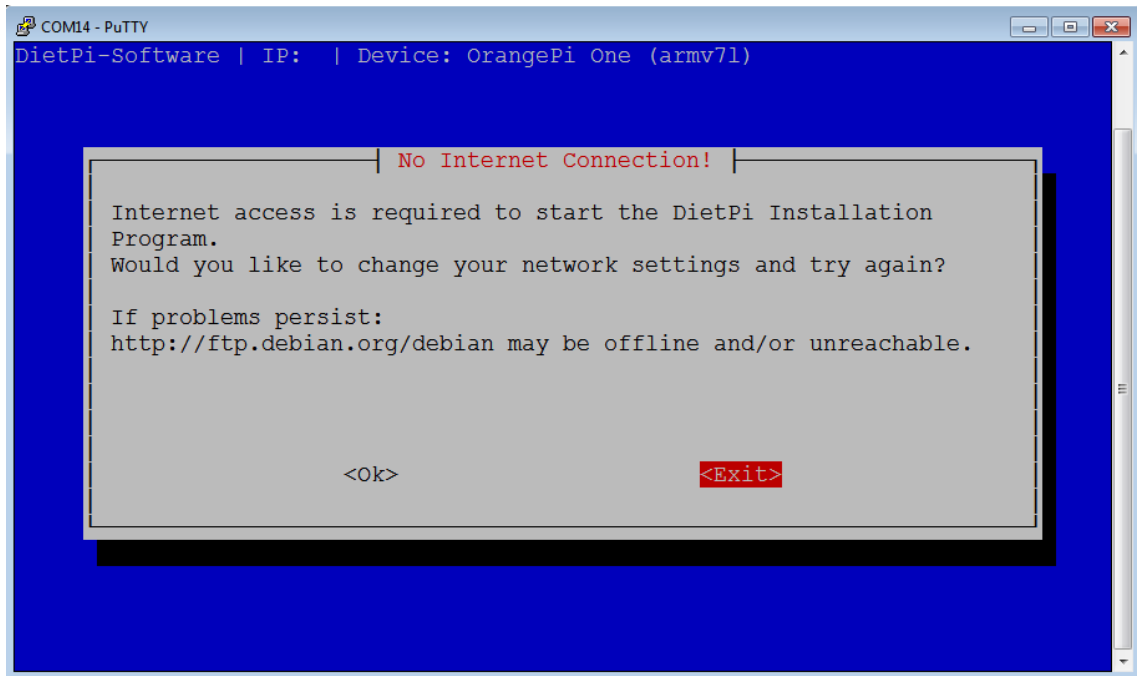 COM14 - PuTTY
DietPi-Software | IP:  | Device: OrangePi One (armv7l)
No Internet Connection!
Internet access is required to start the DietPi Installation
Program.
Would you like to change your network settings and try again?
If problems persist:
http://ftp.debian.org/debian may be offline and/or unreachable.
<Ok> <Exit>